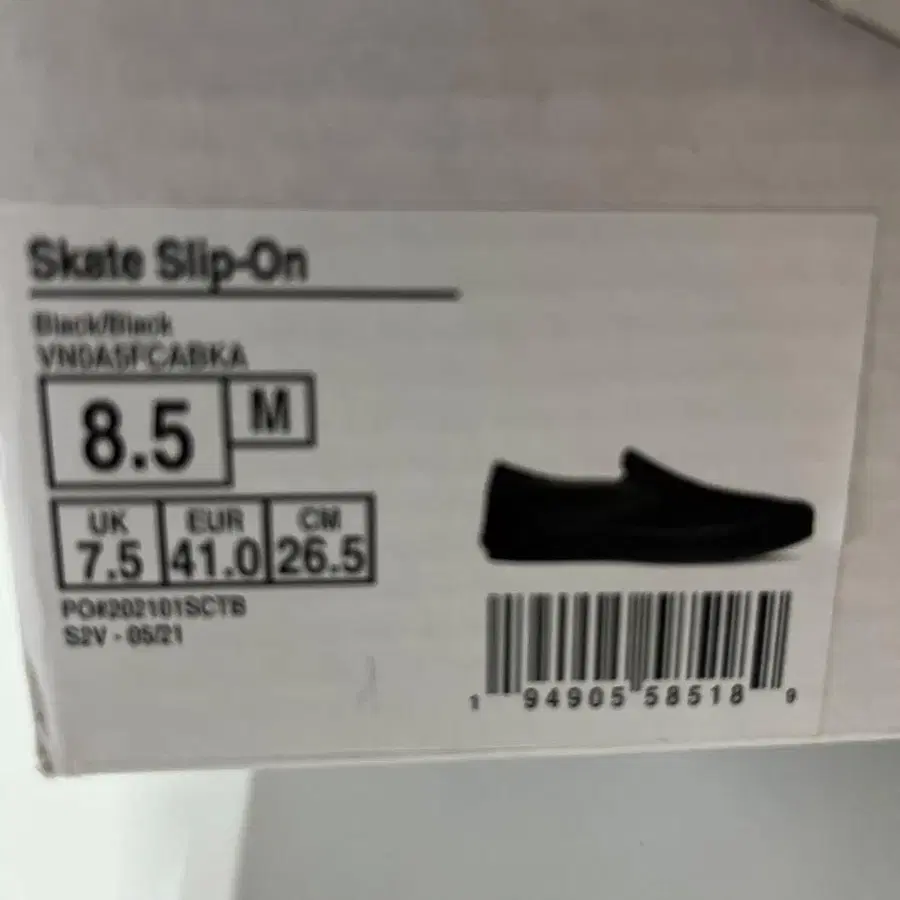 Skate Slip-On
Black/Black
VN0A5FCABKA
8.5 M
UK EUR CM
7.5 41.0 26.5
PO#202101SCTB
S2V - 05/21
1 94905 58518 9